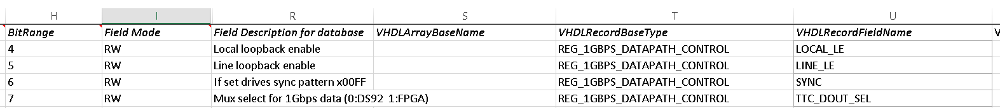 H I R S T U
BitRange Field Mode Field Description for database VHDLArrayBaseName VHDLRecordBaseType VHDLRecordFieldName V
4 RW Local loopback enable REG_1GBPS_DATAPATH_CONTROL LOCAL_LE
5 RW Line loopback enable REG_1GBPS_DATAPATH_CONTROL LINE_LE
6 RW If set drives sync pattern x00FF REG_1GBPS_DATAPATH_CONTROL SYNC
7 RW Mux select for 1Gbps data (0:DS92 1:FPGA) REG_1GBPS_DATAPATH_CONTROL TTC_DOUT_SEL